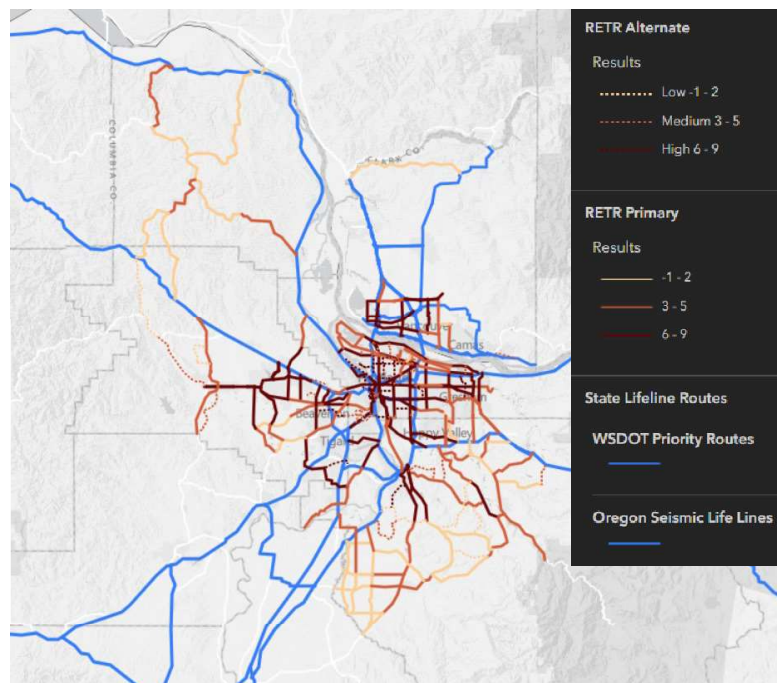 RETR Alternate
Results
Low -1 - 2
Medium 3 - 5
High 6 - 9
RETR Primary
Results
-1 - 2
3 - 5
6 - 9
State Lifeline Routes
WSDOT Priority Routes
Oregon Seismic Life Lines
COLUMBIA CO
CLARK CO
Vancouver
Camas
Gresham
Beaverton
Tigard
Happy Valley